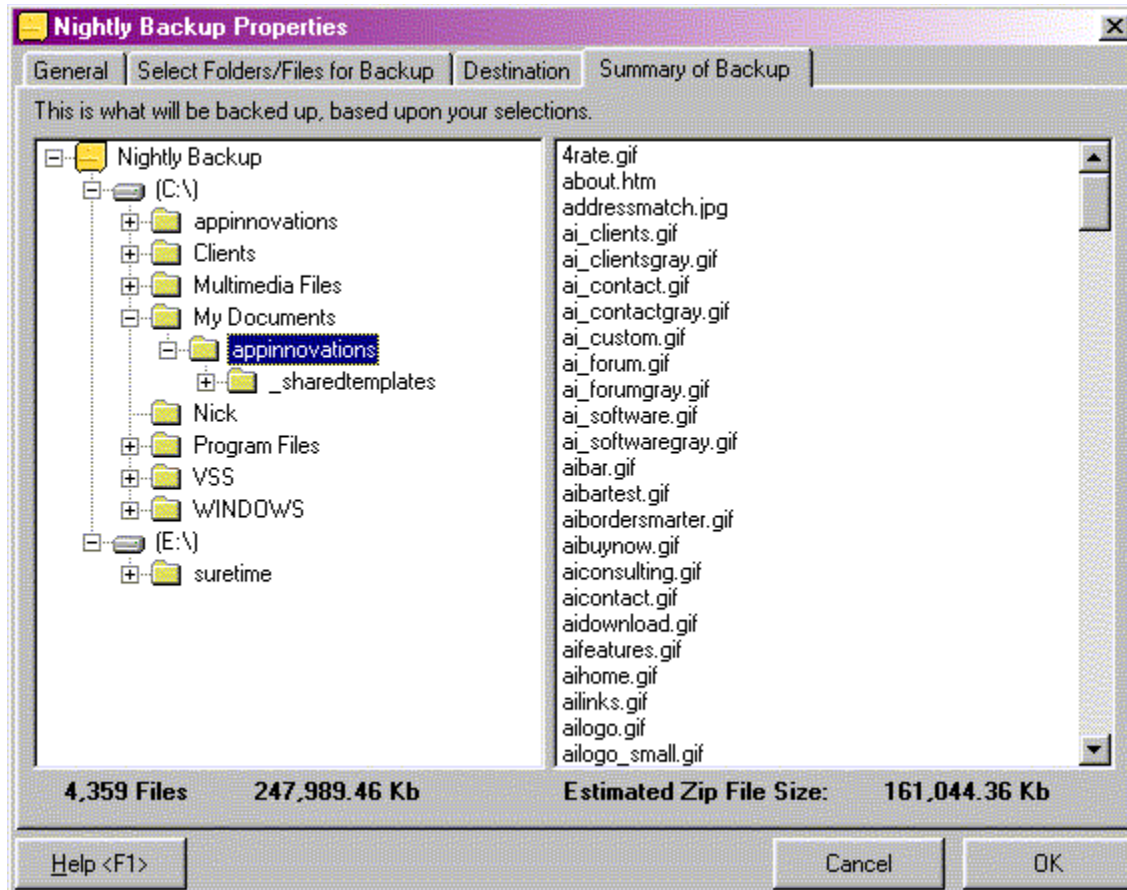 Nightly Backup Properties
General Select Folders/Files for Backup Destination Summary of Backup
This is what will be backed up, based upon your selections.
Nightly Backup
(C:\)
appinnovations
Clients
Multimedia Files
My Documents
appinnovations
_sharedtemplates
Nick
Program Files
VSS
WINDOWS
(E:\)
suretime
4rate.gif
about.htm
addressmatch.jpg
ai_clients.gif
ai_clientsgray.gif
ai_contact.gif
ai_contactgray.gif
ai_custom.gif
ai_forum.gif
ai_forumgray.gif
ai_software.gif
ai_softwaregray.gif
aibar.gif
aibartest.gif
aibordersmarter.gif
aibuynow.gif
aiconsulting.gif
aicontact.gif
aidownload.gif
aifeatures.gif
aihome.gif
ailinks.gif
ailogo.gif
ailogo_small.gif
4,359 Files 247,989.46 Kb Estimated Zip File Size: 161,044.36 Kb
Help <F1> Cancel OK